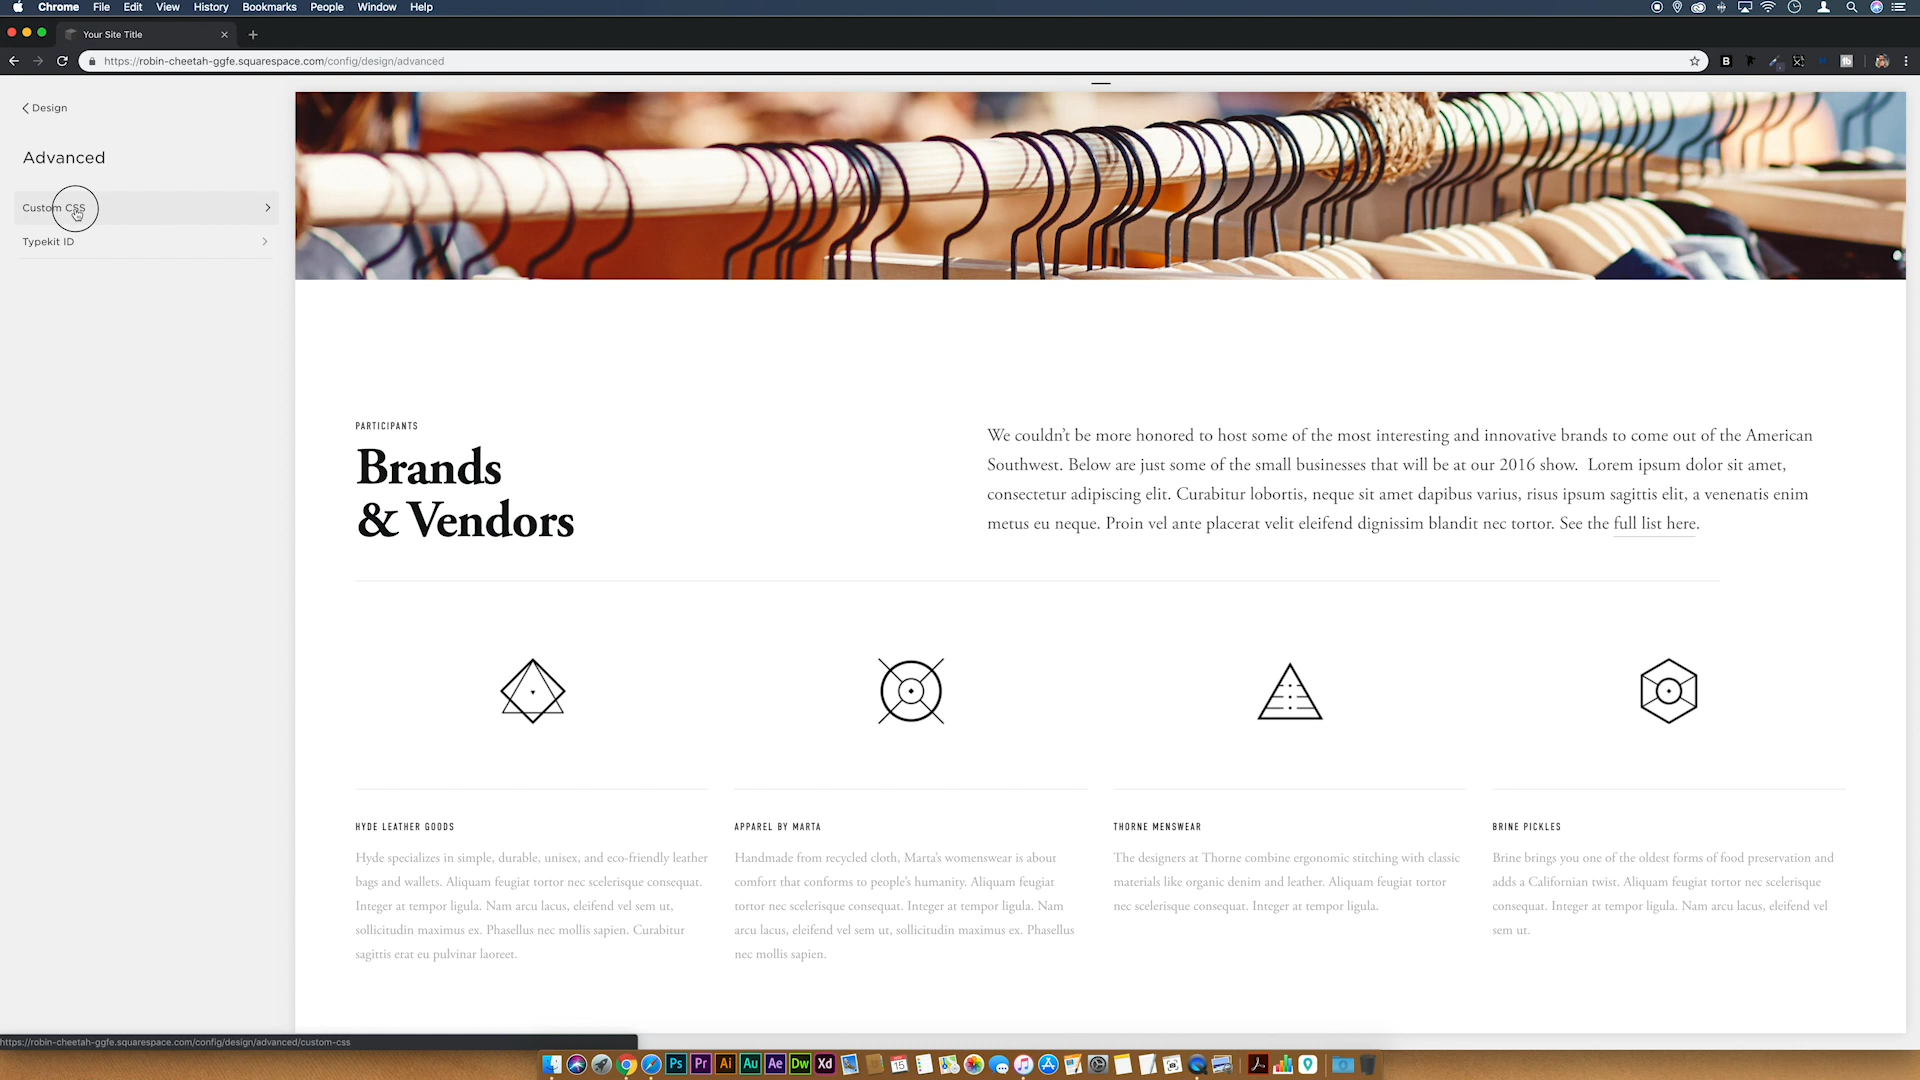 Chrome File Edit View History Bookmarks People Window Help
Your Site Title
https://robin-cheetah-ggfe.squarespace.com/config/design/advanced
B
tb
Design
Advanced
Custom CSS
Typekit ID
PARTICIPANTS
Brands
& Vendors
We couldn't be more honored to host some of the most interesting and innovative brands to come out of the American
Southwest. Below are just some of the small businesses that will be at our 2016 show. Lorem ipsum dolor sit amet,
consectetur adipiscing elit. Curabitur lobortis, neque sit amet dapibus varius, risus ipsum sagittis elit, a venenatis enim
metus eu neque. Proin vel ante placerat velit eleifend dignissim blandit nec tortor. See the full list here.
HYDE LEATHER GOODS
Hyde specializes in simple, durable, unisex, and eco-friendly leather
bags and wallets. Aliquam feugiat tortor nec scelerisque consequat.
Integer at tempor ligula. Nam arcu lacus, eleifend vel sem ut,
sollicitudin maximus ex. Phasellus nec mollis sapien. Curabitur
sagittis erat eu pulvinar laoreet.
APPAREL BY MARTA
Handmade from recycled cloth, Marta's womenswear is about
comfort that conforms to people's humanity. Aliquam feugiat
tortor nec scelerisque consequat. Integer at tempor ligula. Nam
arcu lacus, eleifend vel sem ut, sollicitudin maximus ex. Phasellus
nec mollis sapien.
THORNE MENSWEAR
The designers at Thorne combine ergonomic stitching with classic
materials like organic denim and leather. Aliquam feugiat tortor
nec scelerisque consequat. Integer at tempor ligula.
BRINE PICKLES
Brine brings you one of the oldest forms of food preservation and
adds a Californian twist. Aliquam feugiat tortor nec scelerisque
consequat. Integer at tempor ligula. Nam arcu lacus, eleifend vel
sem ut.
https://robin-cheetah-ggfe.squarespace.com/config/design/advanced/custom-css
Ps Pr Ai Au Ae Dw Xd 15